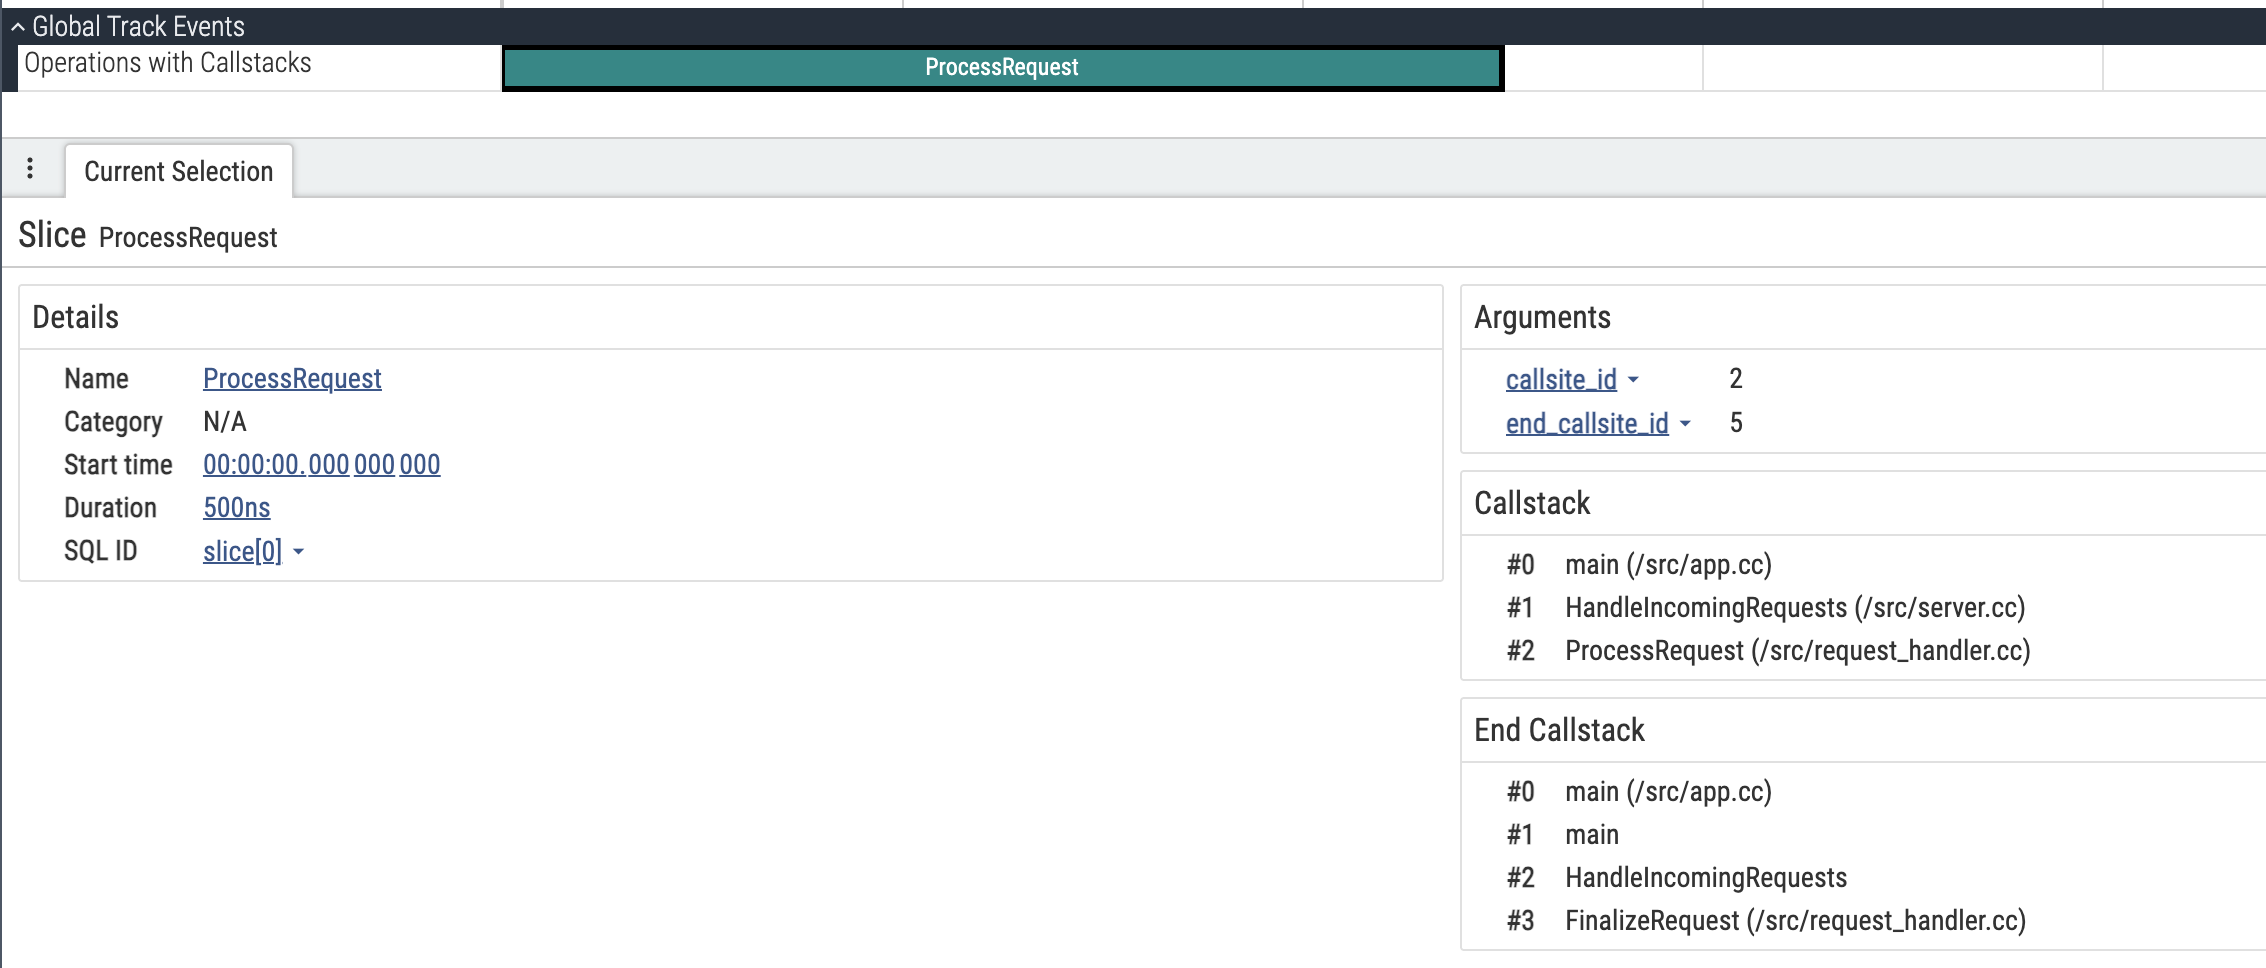 Global Track Events
Operations with Callstacks
ProcessRequest
Current Selection
Slice ProcessRequest
Details
Name ProcessRequest
Category N/A
Start time 00:00:00.000 000 000
Duration 500ns
SQL ID slice[0]
Arguments
callsite_id 2
end_callsite_id 5
Callstack
#0 main (/src/app.cc)
#1 HandleIncomingRequests (/src/server.cc)
#2 ProcessRequest (/src/request_handler.cc)
End Callstack
#0 main (/src/app.cc)
#1 main
#2 HandleIncomingRequests
#3 FinalizeRequest (/src/request_handler.cc)